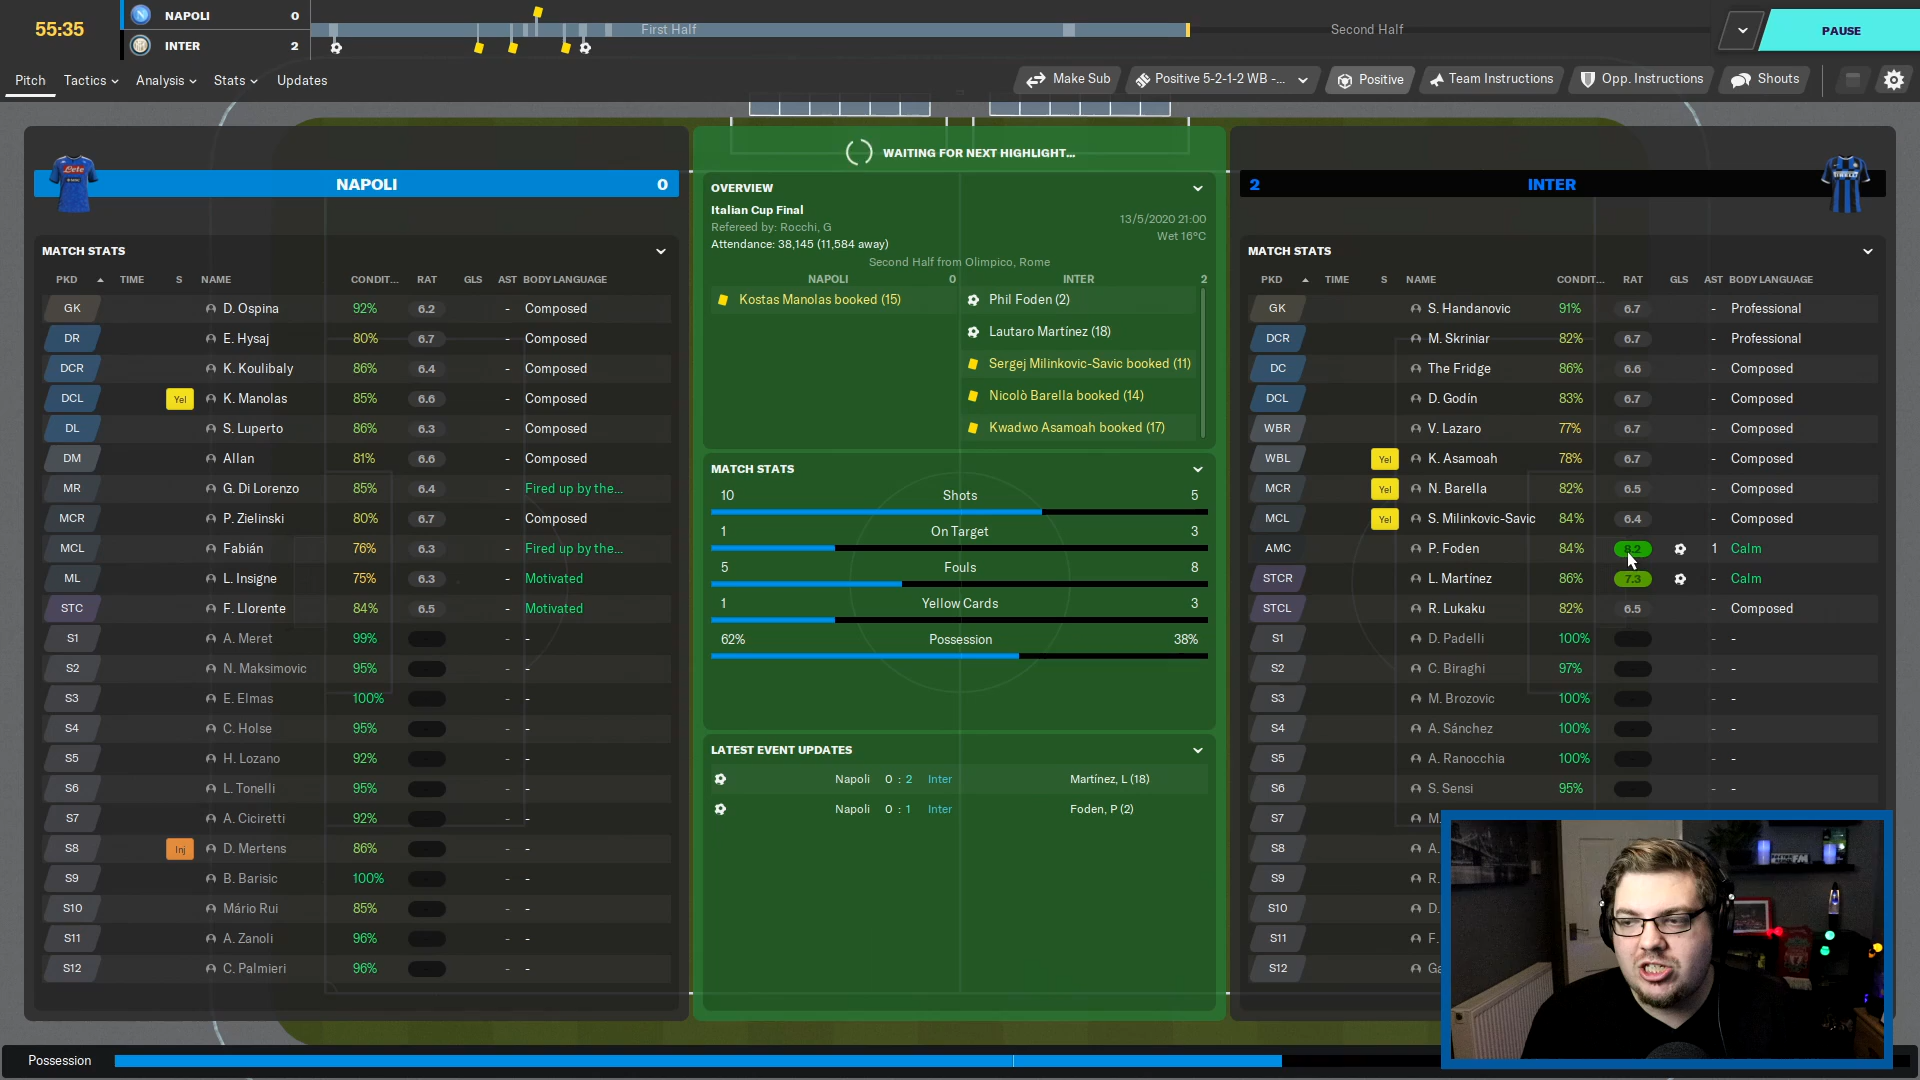 55:35
NAPOLI 0
INTER 2
First Half
Second Half
PAUSE
Pitch Tactics Analysis Stats Updates
Make Sub Positive 5-2-1-2 WB -... Positive Team Instructions Opp. Instructions Shouts
NAPOLI 0
MATCH STATS
PKD TIME S NAME CONDIT... RAT GLS AST BODY LANGUAGE
GK D. Ospina 92% 6.2 - Composed
DR E. Hysaj 80% 6.7 - Composed
DCR K. Koulibaly 86% 6.4 - Composed
DCL Yel K. Manolas 85% 6.6 - Composed
DL S. Luperto 86% 6.3 - Composed
DM Allan 81% 6.6 - Composed
MR G. Di Lorenzo 85% 6.4 - Fired up by the...
MCR P. Zielinski 80% 6.7 - Composed
MCL Fabián 76% 6.3 - Fired up by the...
ML L. Insigne 75% 6.3 - Motivated
STC F. Llorente 84% 6.5 - Motivated
S1 A. Meret 99% - - -
S2 N. Maksimovic 95% - - -
S3 E. Elmas 100% - - -
S4 C. Holse 95% - - -
S5 H. Lozano 92% - - -
S6 L. Tonelli 95% - - -
S7 A. Ciciretti 92% - - -
S8 Inj D. Mertens 86% - - -
S9 B. Barisic 100% - - -
S10 Mário Rui 85% - - -
S11 A. Zanoli 96% - - -
S12 C. Palmieri 96% - - -
WAITING FOR NEXT HIGHLIGHT...
OVERVIEW
Italian Cup Final
Refereed by: Rocchi, G
Attendance: 38,145 (11,584 away)
13/5/2020 21:00
Wet 16°C
Second Half from Olimpico, Rome
NAPOLI 0 INTER 2
Kostas Manolas booked (15)
Phil Foden (2)
Lautaro Martínez (18)
Sergej Milinkovic-Savic booked (11)
Nicolò Barella booked (14)
Kwadwo Asamoah booked (17)
MATCH STATS
10 Shots 5
1 On Target 3
5 Fouls 8
1 Yellow Cards 3
62% Possession 38%
LATEST EVENT UPDATES
Napoli 0 : 2 Inter Martínez, L (18)
Napoli 0 : 1 Inter Foden, P (2)
2 INTER
PIRELLI
MATCH STATS
PKD TIME S NAME CONDIT... RAT GLS AST BODY LANGUAGE
GK S. Handanovic 91% 6.7 Professional
DCR M. Skriniar 82% 6.7 - Professional
DC The Fridge 86% 6.6 - Composed
DCL D. Godín 83% 6.7 - Composed
WBR V. Lazaro 77% 6.7 - Composed
WBL Yel K. Asamoah 78% 6.7 - Composed
MCR Yel N. Barella 82% 6.5 - Composed
MCL Yel S. Milinkovic-Savic 84% 6.4 - Composed
AMC P. Foden 84% 8.2 1 Calm
STCR L. Martínez 86% 7.3 - Calm
STCL R. Lukaku 82% 6.5 - Composed
S1 D. Padelli 100% - - -
S2 C. Biraghi 97% - - -
S3 M. Brozovic 100% - - -
S4 A. Sánchez 100% - - -
S5 A. Ranocchia 100% - - -
S6 S. Sensi 95% - - -
S7 M.
S8 A.
S9 R.
S10 D.
S11 F.
S12 Ga
Possession